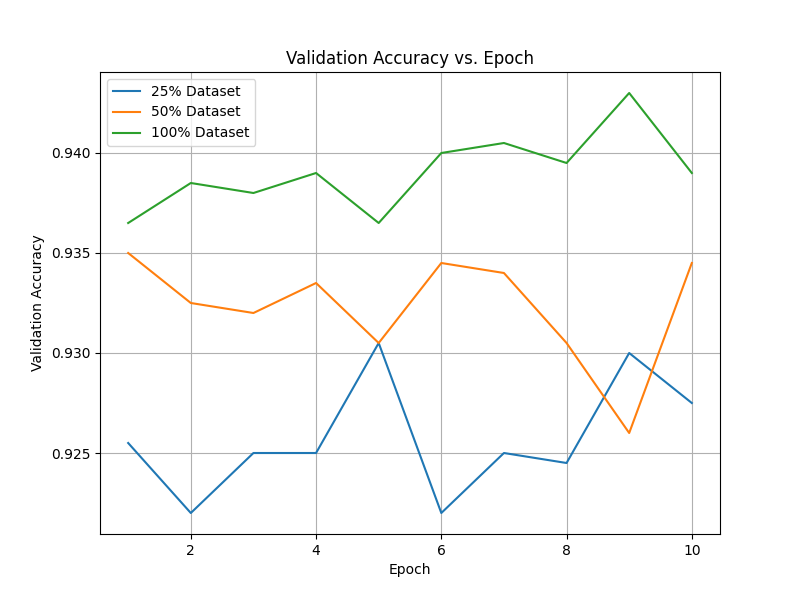 Validation Accuracy vs. Epoch
25% Dataset
50% Dataset
100% Dataset
0.940
0.935
0.930
0.925
Validation Accuracy
2 4 6 8 10
Epoch